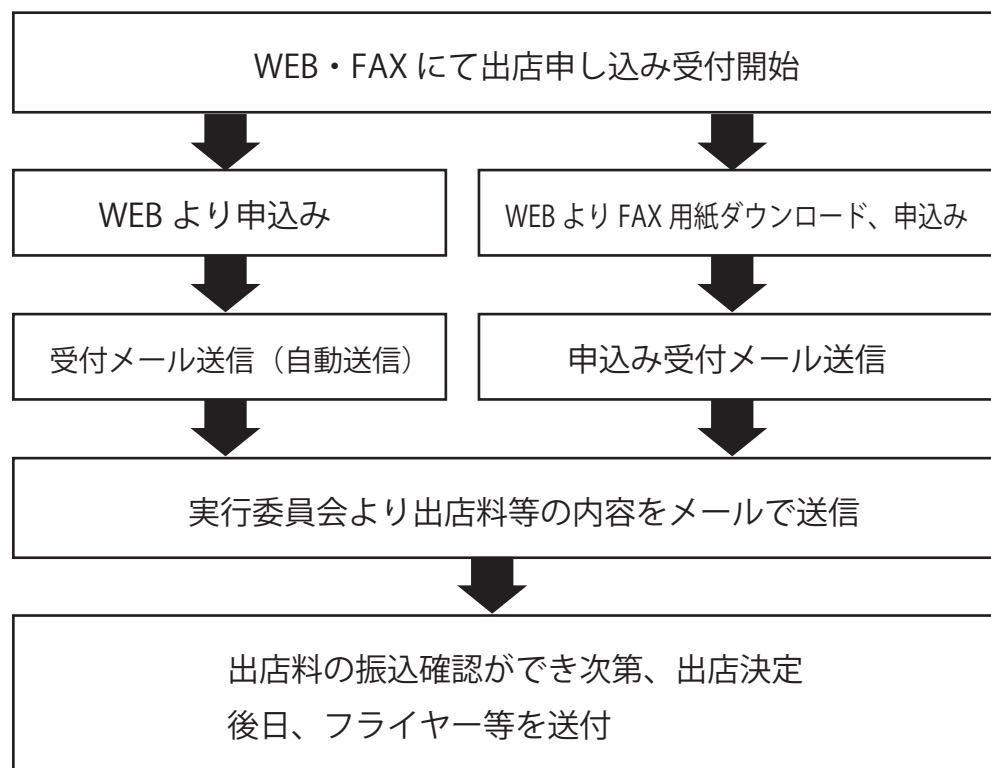 WEB・FAX にて出店申し込み受付開始
WEB より申込み
WEB より FAX 用紙ダウンロード、申込み
受付メール送信（自動送信）
申込み受付メール送信
実行委員会より出店料等の内容をメールで送信
出店料の振込確認ができ次第、出店決定
後日、フライヤー等を送付